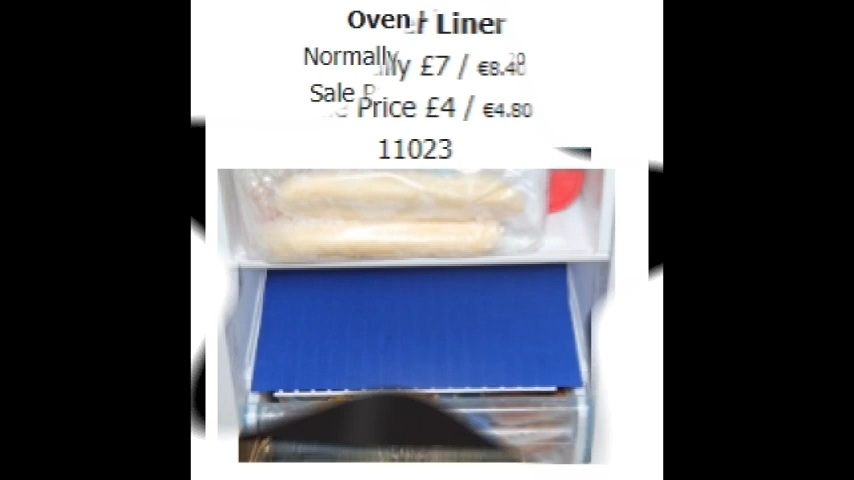 Oven Liner
Normally £7 / €8.40
Sale Price £4 / €4.80
11023